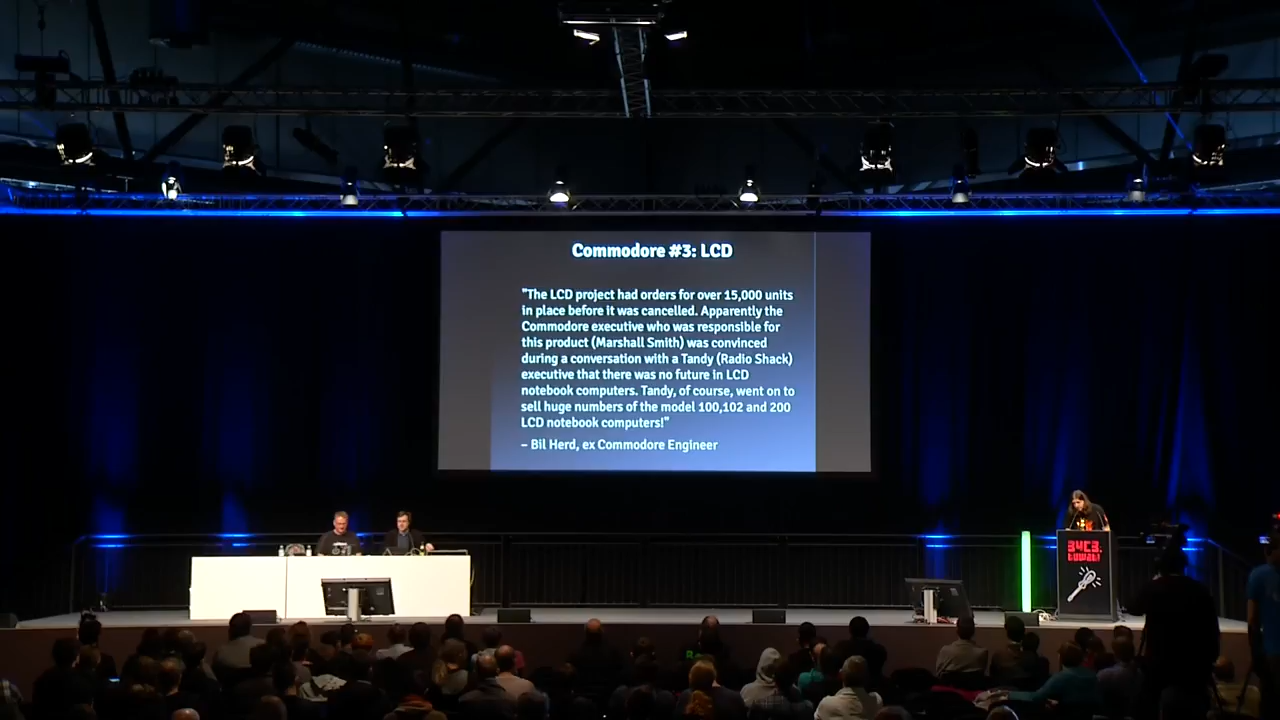 Commodore #3: LCD
"The LCD project had orders for over 15,000 units
in place before it was cancelled. Apparently the
Commodore executive who was responsible for
this product (Marshall Smith) was convinced
during a conversation with a Tandy (Radio Shack)
executive that there was no future in LCD
notebook computers. Tandy, of course, went on to
sell huge numbers of the model 100,102 and 200
LCD notebook computers!"
– Bil Herd, ex Commodore Engineer
34C3.
tuwat!